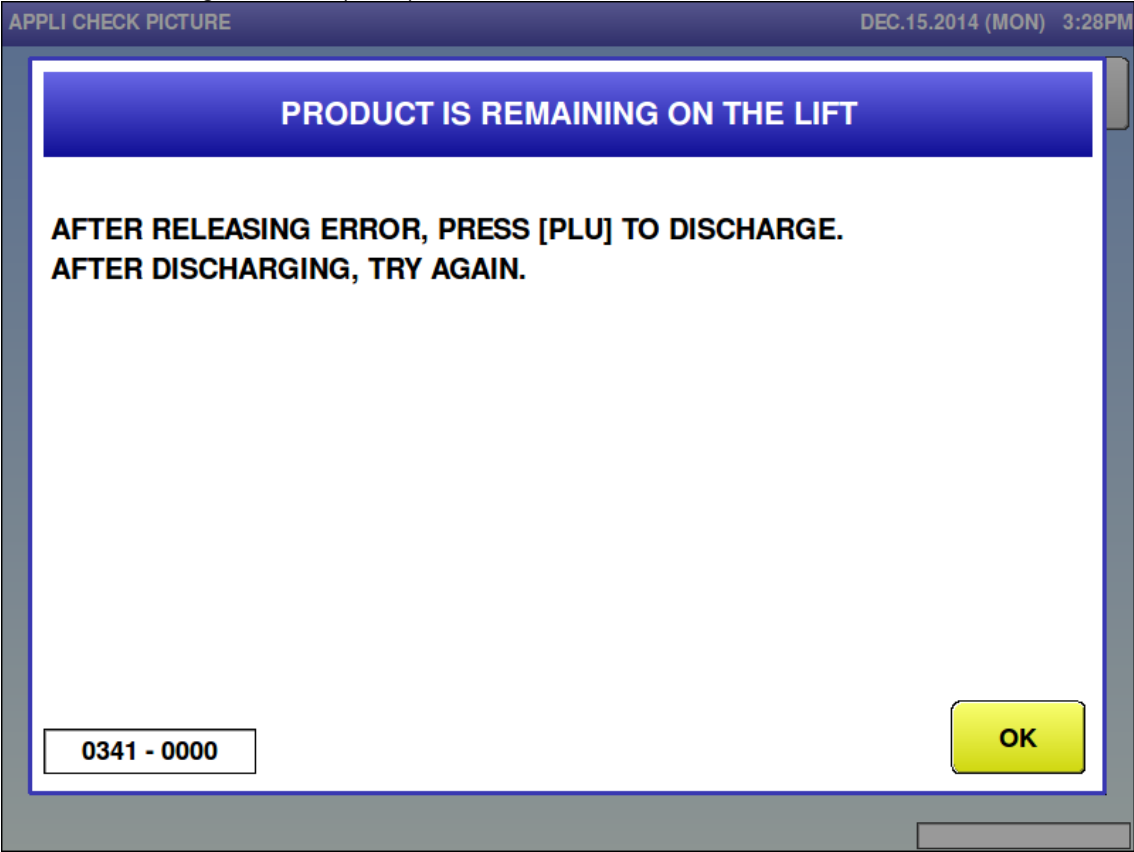 APPLI CHECK PICTURE DEC.15.2014 (MON) 3:28PM
PRODUCT IS REMAINING ON THE LIFT
AFTER RELEASING ERROR, PRESS [PLU] TO DISCHARGE.
AFTER DISCHARGING, TRY AGAIN.
0341 - 0000
OK